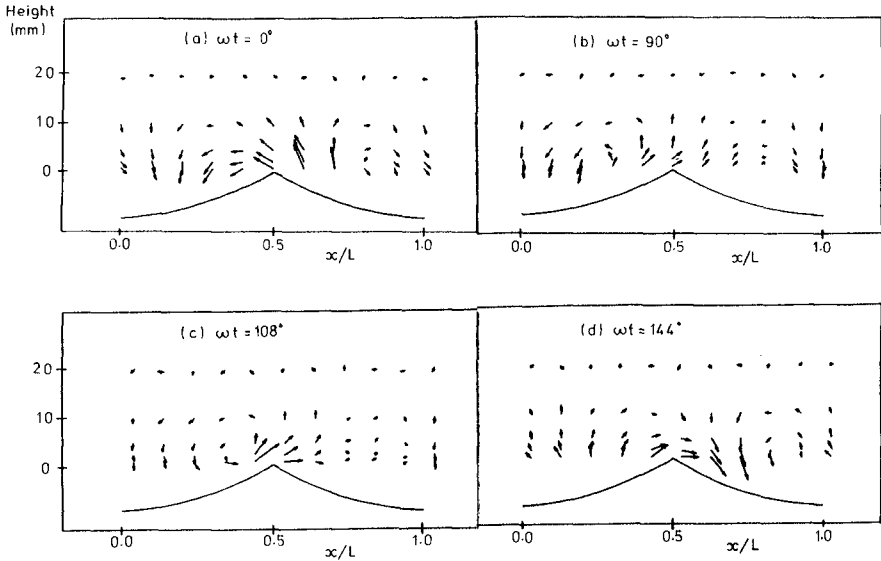 Height
(mm)
(a) ωt = 0°
(b) ωt = 90°
20
10
0
0.0 0.5 1.0
x/L
0.0 0.5 1.0
x/L
(c) ωt = 108°
(d) ωt = 144°
20
10
0
0.0 0.5 1.0
x/L
0.0 0.5 1.0
x/L